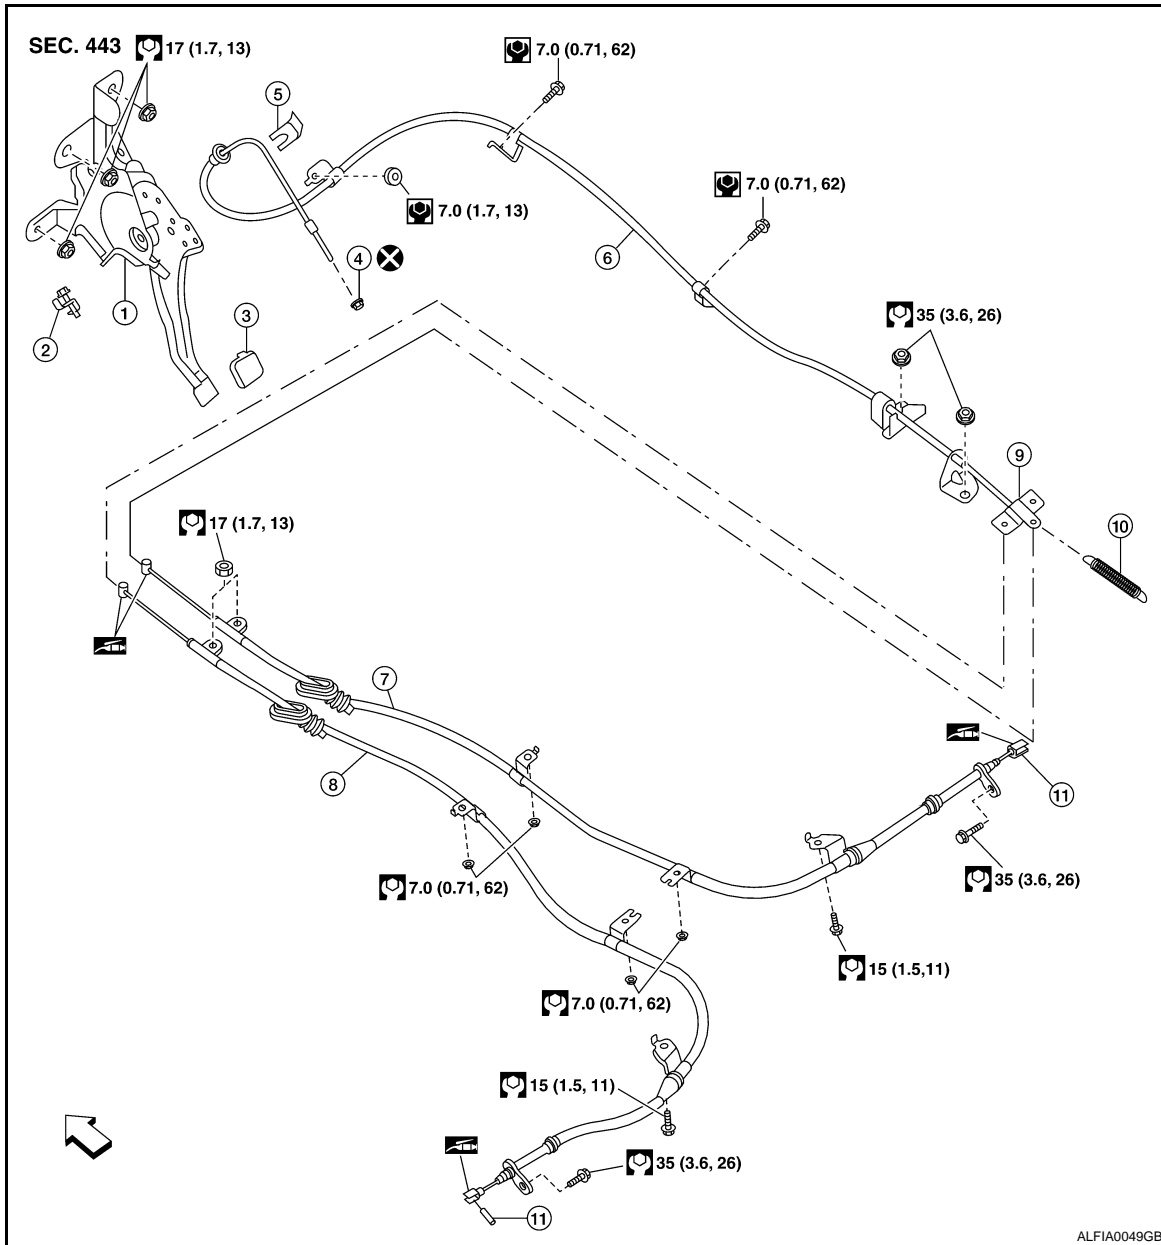 SEC. 443
17 (1.7, 13)
7.0 (0.71, 62)
5
7.0 (0.71, 62)
7.0 (1.7, 13)
6
4
1
3
2
35 (3.6, 26)
9
10
17 (1.7, 13)
7
8
11
35 (3.6, 26)
7.0 (0.71, 62)
15 (1.5,11)
7.0 (0.71, 62)
15 (1.5, 11)
35 (3.6, 26)
11
ALFIA0049GB